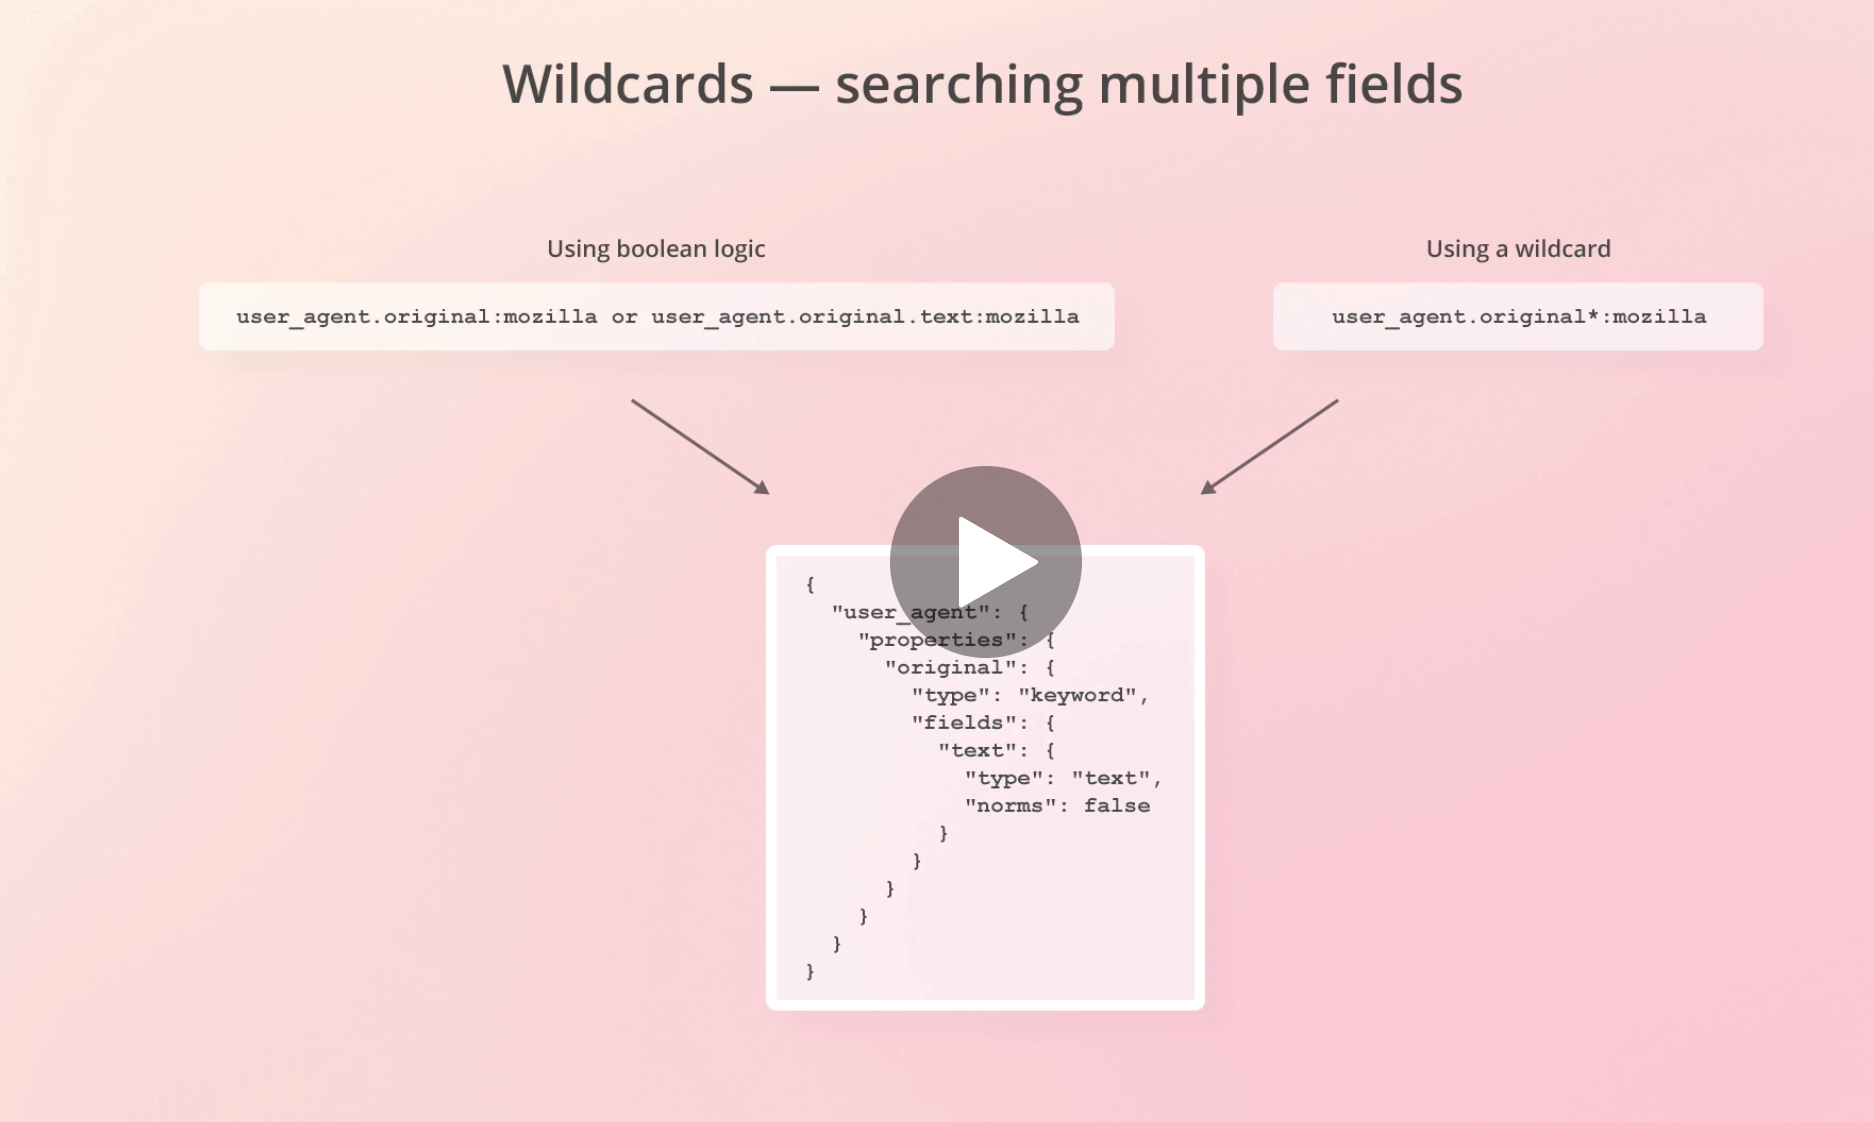 Wildcards — searching multiple fields
Using boolean logic
user_agent.original:mozilla or user_agent.original.text:mozilla
Using a wildcard
user_agent.original*:mozilla
{
"user_agent": {
"properties": {
"original": {
"type": "keyword",
"fields": {
"text": {
"type": "text",
"norms": false
}
}
}
}
}
}